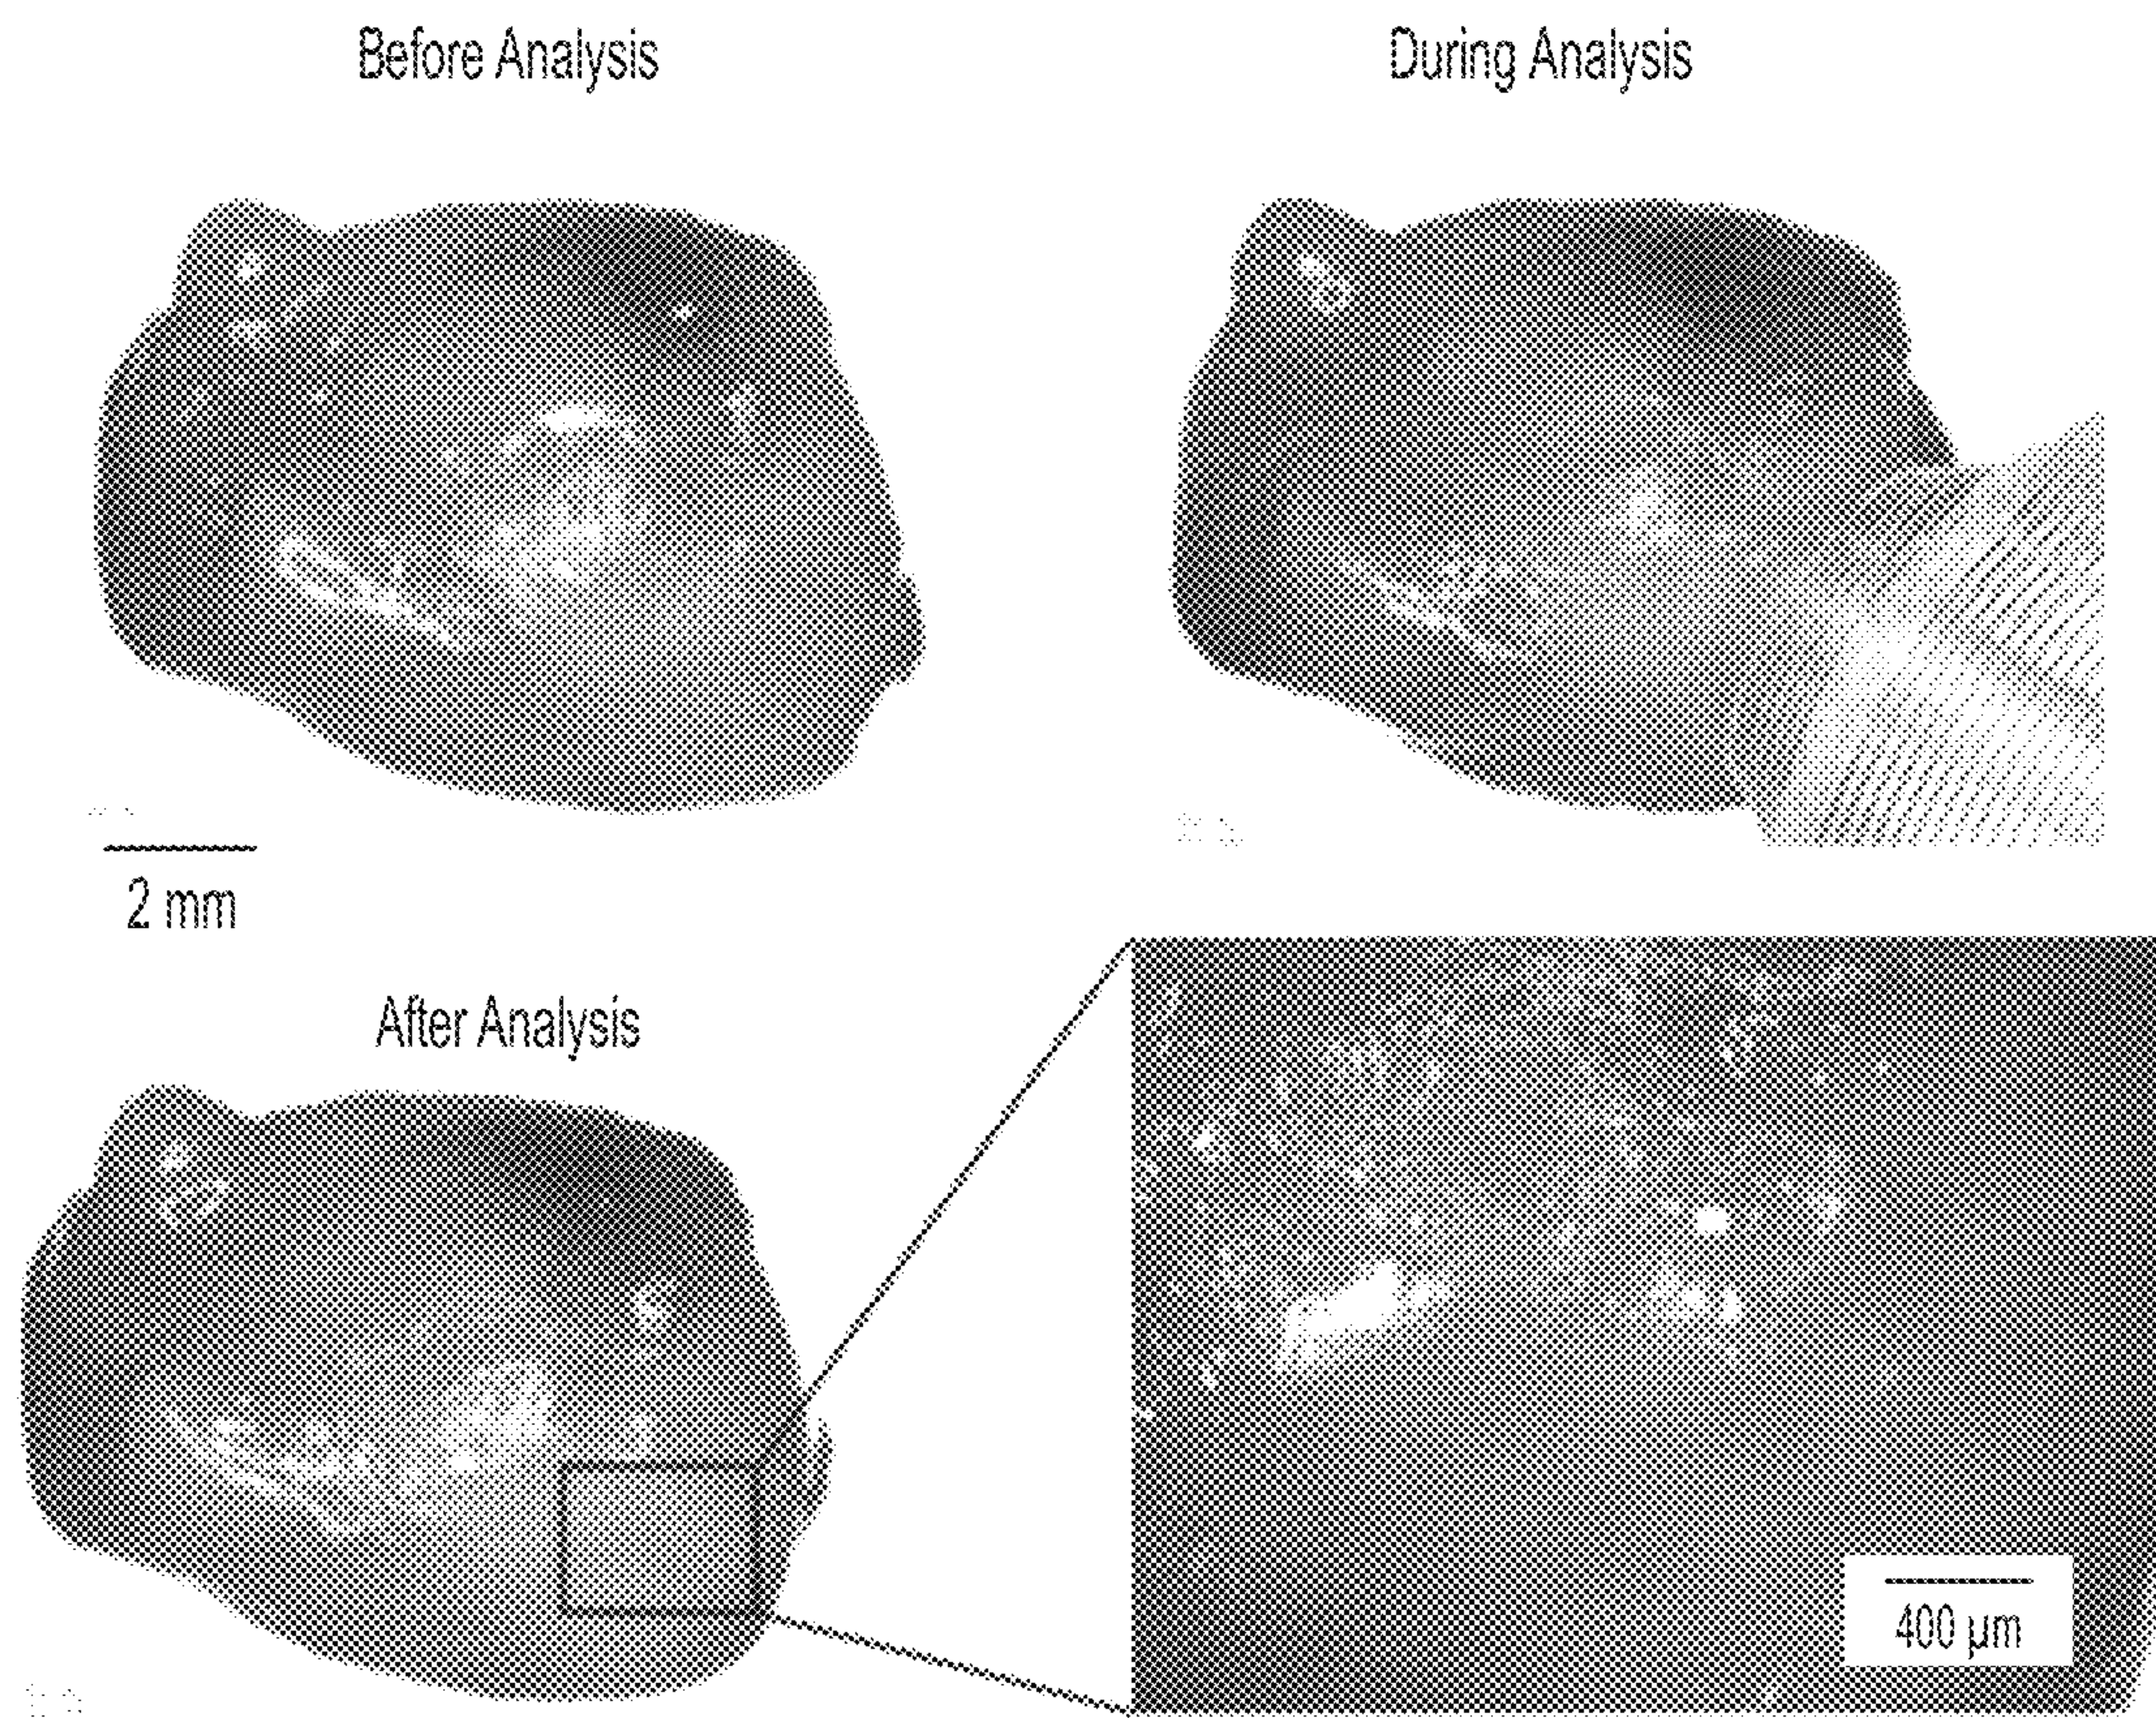 Before Analysis
During Analysis
2 mm
After Analysis
400 µm